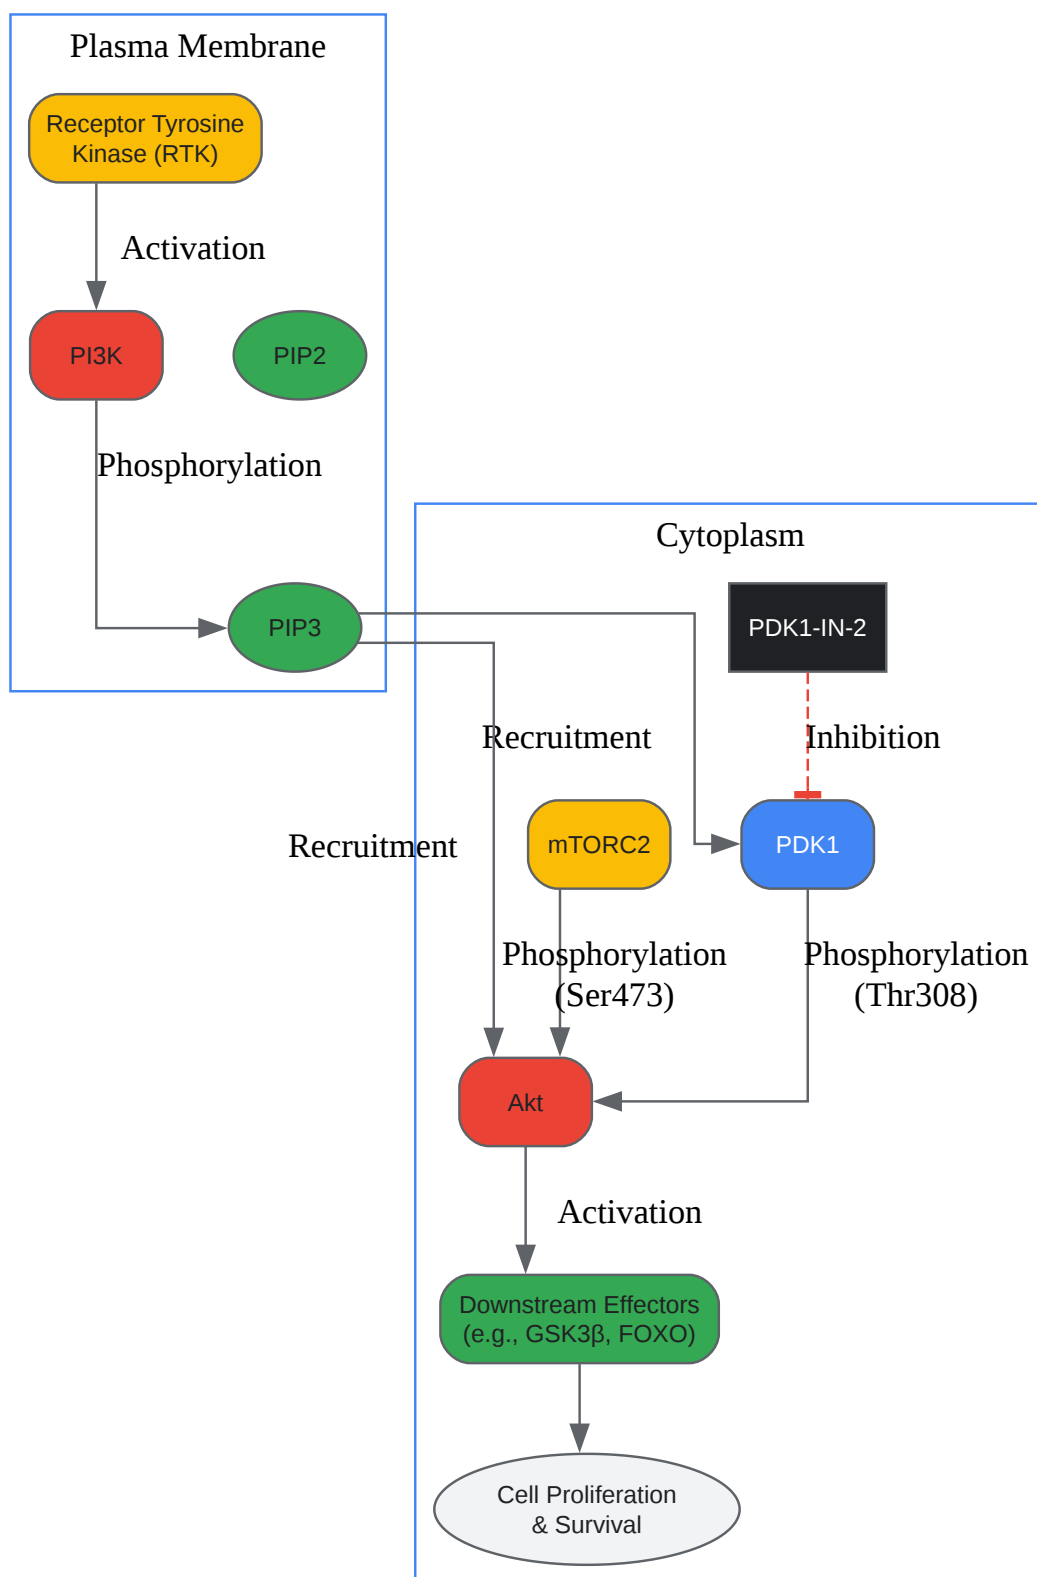 Plasma Membrane
Receptor Tyrosine
Kinase (RTK)
Activation
PI3K
PIP2
Phosphorylation
Cytoplasm
PIP3
PDK1-IN-2
Recruitment
Inhibition
Recruitment
mTORC2
PDK1
Phosphorylation
(Ser473)
Phosphorylation
(Thr308)
Akt
Activation
Downstream Effectors
(e.g., GSK3β, FOXO)
Cell Proliferation
& Survival